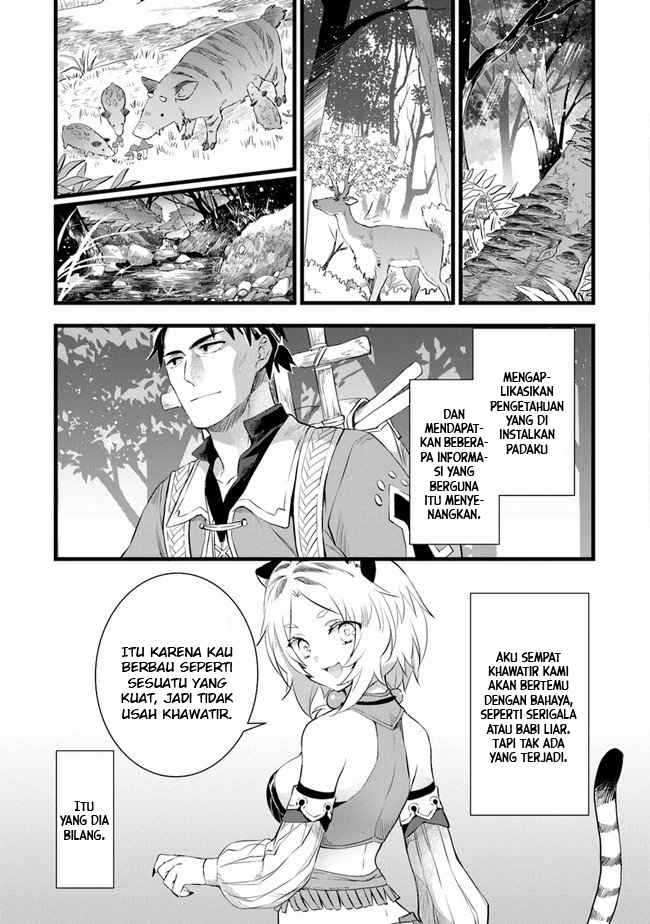 MENGAP-
LIKASIKAN
PENGETAHUAN
YANG DI
INSTALKAN
PADAKU
DAN
MENDAPAT-
KAN BEBERA-
PA INFORMA-
SI YANG
BERGUNA
ITU MENYE-
NANGKAN.
AKU SEMPAT
KHAWATIR KAMI
AKAN BERTEMU
DENGAN BAHAYA,
SEPERTI SERIGALA
ATAU BABI LIAR.
TAPI TAK ADA
YANG TERJADI.
ITU KARENA KAU
BERBAU SEPERTI
SESUATU YANG
KUAT, JADI TIDAK
USAH KHAWATIR.
ITU
YANG DIA
BILANG.